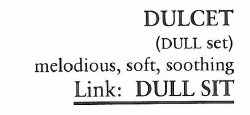 DULCET
(DULL set)
melodious, soft, soothing
Link: DULL SIT